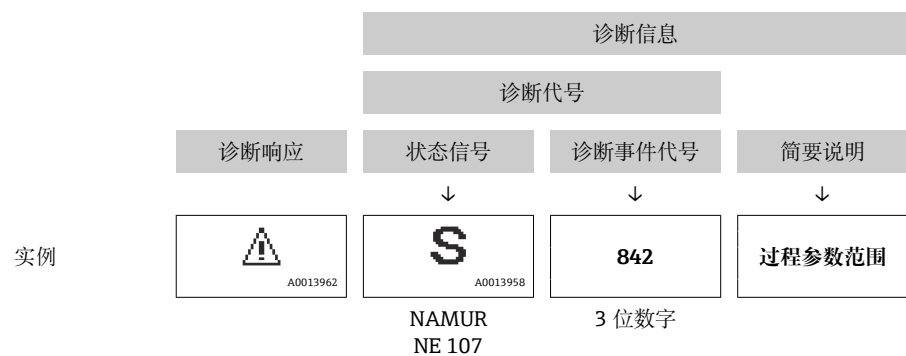 诊断信息
诊断代号
诊断响应 状态信号 诊断事件代号 简要说明
↓ ↓ ↓
实例 S 842 过程参数范围
A0013962 A0013958
NAMUR 3 位数字
NE 107